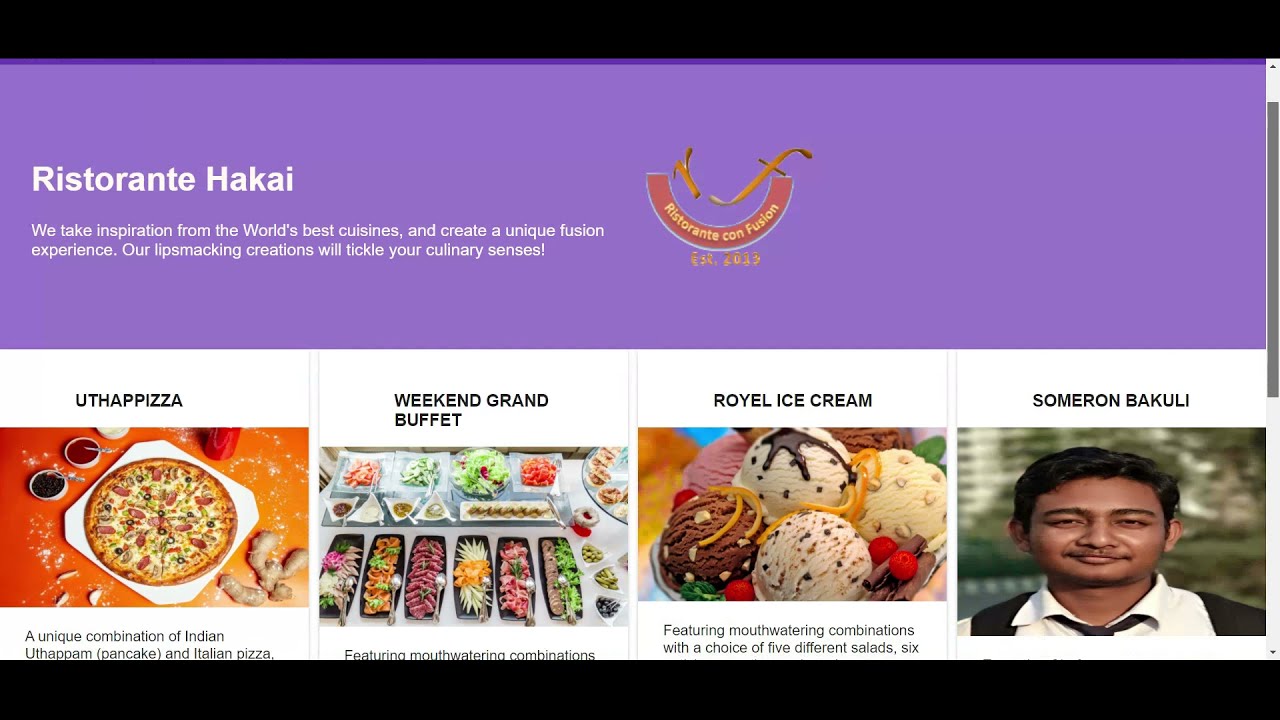 Ristorante Hakai
We take inspiration from the World's best cuisines, and create a unique fusion
experience. Our lipsmacking creations will tickle your culinary senses!
Ristorante con Fusion
Est. 2013
UTHAPPIZZA
A unique combination of Indian
Uthappam (pancake) and Italian pizza,
WEEKEND GRAND
BUFFET
Featuring mouthwatering combinations
ROYEL ICE CREAM
Featuring mouthwatering combinations
with a choice of five different salads, six
SOMERON BAKULI